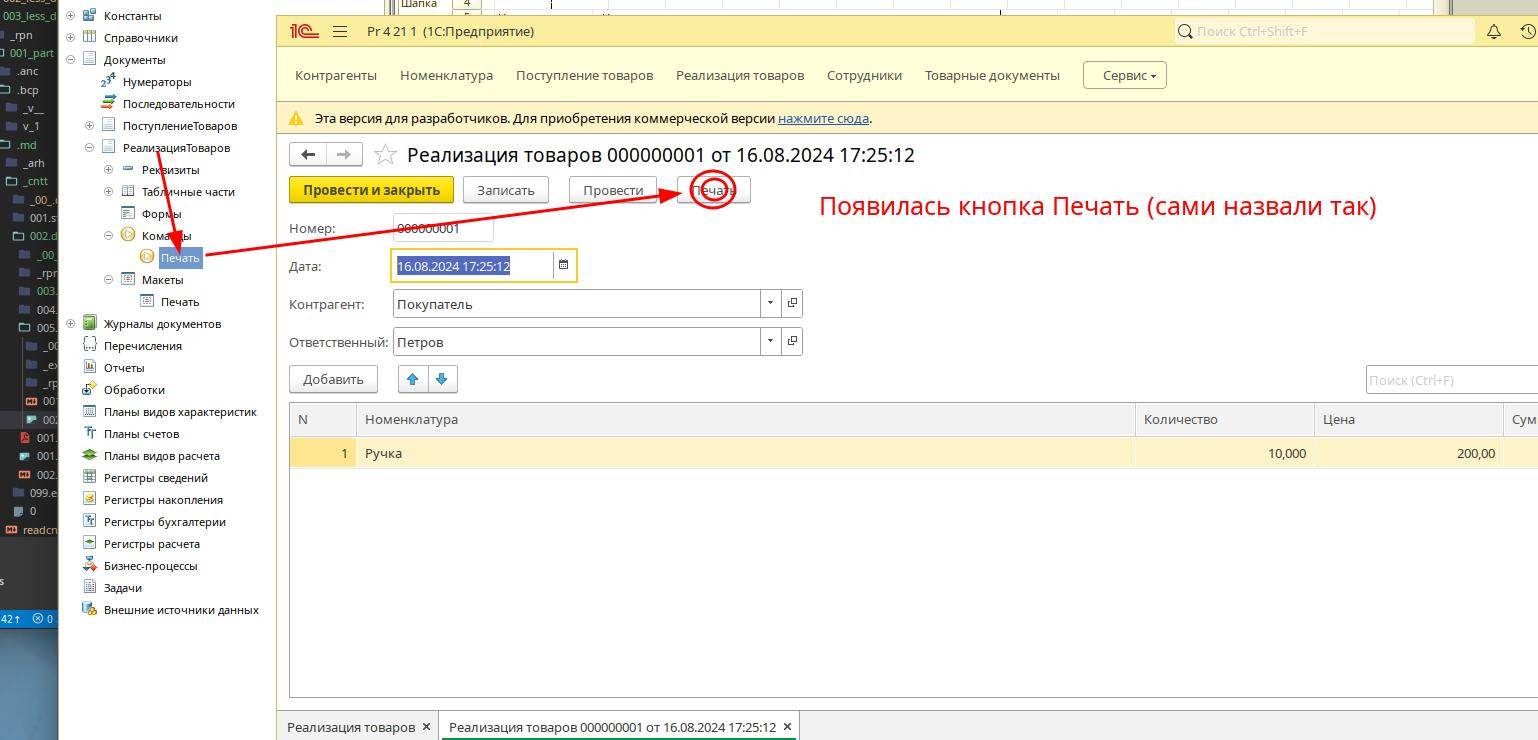 003_less_d
_rpn
001_part
.anc
.bcp
_v__
v_1
.md
_arh
_cntt
_00_.
001.s
002.d
_00_
_rpr
003.
004.
005.
_00
_ex
_rp
001
002
001.
001.
002.
099.e
0
readcn
42↑ 0
Константы
Справочники
Документы
Нумераторы
Последовательности
ПоступлениеТоваров
РеализацияТоваров
Реквизиты
Табличные части
Формы
Команды
Печать
Макеты
Печать
Журналы документов
Перечисления
Отчеты
Обработки
Планы видов характеристик
Планы счетов
Планы видов расчета
Регистры сведений
Регистры накопления
Регистры бухгалтерии
Регистры расчета
Бизнес-процессы
Задачи
Внешние источники данных
Шапка 4
1С Pr 4 21 1 (1С:Предприятие) Поиск Ctrl+Shift+F
Контрагенты Номенклатура Поступление товаров Реализация товаров Сотрудники Товарные документы Сервис
Эта версия для разработчиков. Для приобретения коммерческой версии нажмите сюда.
Реализация товаров 000000001 от 16.08.2024 17:25:12
Провести и закрыть Записать Провести Печать
Появилась кнопка Печать (сами назвали так)
Номер: 000000001
Дата: 16.08.2024 17:25:12
Контрагент: Покупатель
Ответственный: Петров
Добавить Поиск (Ctrl+F)
N Номенклатура Количество Цена Сум
1 Ручка 10,000 200,00
Реализация товаров × Реализация товаров 000000001 от 16.08.2024 17:25:12 ×